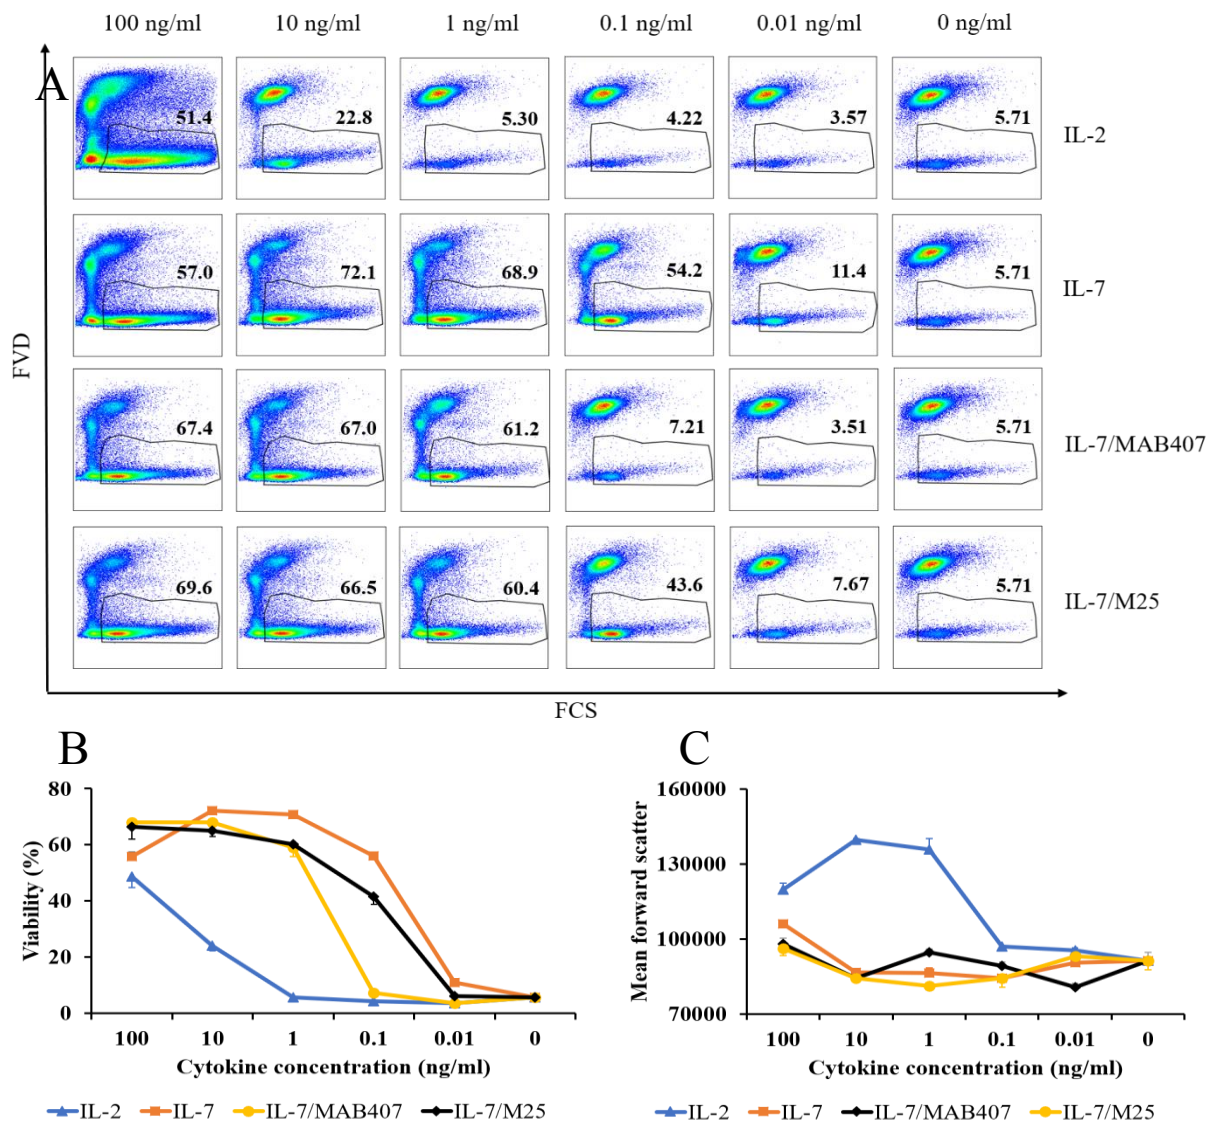 100 ng/ml 10 ng/ml 1 ng/ml 0.1 ng/ml 0.01 ng/ml 0 ng/ml
A
51.4 22.8 5.30 4.22 3.57 5.71 IL-2
57.0 72.1 68.9 54.2 11.4 5.71 IL-7
67.4 67.0 61.2 7.21 3.51 5.71 IL-7/MAB407
69.6 66.5 60.4 43.6 7.67 5.71 IL-7/M25
FVD
FCS
B
80
60
40
20
0
Viability (%)
100 10 1 0.1 0.01 0
Cytokine concentration (ng/ml)
IL-2 IL-7 IL-7/MAB407 IL-7/M25
C
160000
130000
100000
70000
Mean forward scatter
100 10 1 0.1 0.01 0
Cytokine concentration (ng/ml)
IL-2 IL-7 IL-7/MAB407 IL-7/M25